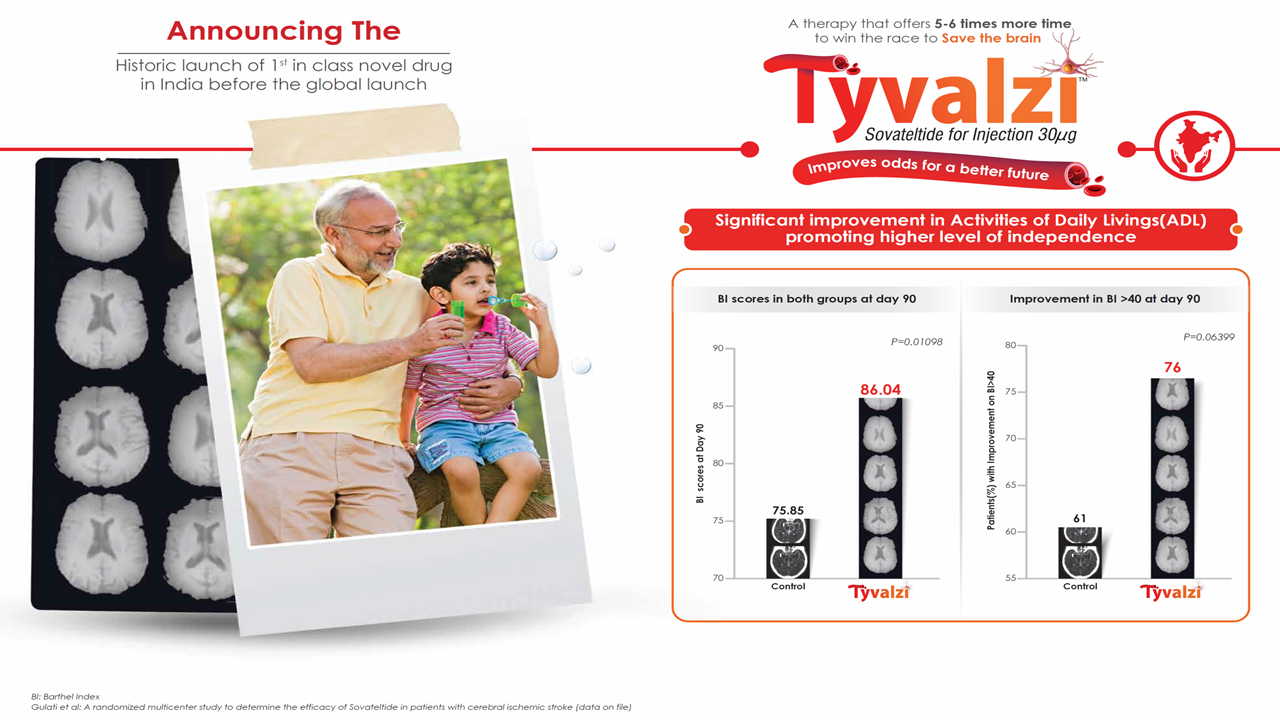 Announcing The
Historic launch of 1st in class novel drug
in India before the global launch
A therapy that offers 5-6 times more time
to win the race to Save the brain
Tyvalzi™
Sovateltide for Injection 30μg
Improves odds for a better future
Significant improvement in Activities of Daily Livings(ADL)
promoting higher level of independence
BI scores in both groups at day 90
P=0.01098
BI scores at Day 90
90
85
80
75
70
75.85
86.04
Control
Tyvalzi
Improvement in BI >40 at day 90
P=0.06399
Patients(%) with Improvement on BI>40
80
75
70
65
60
55
61
76
Control
Tyvalzi
BI: Barthel Index
Gulati et al: A randomized multicenter study to determine the efficacy of Sovateltide in patients with cerebral ischemic stroke (data on file)